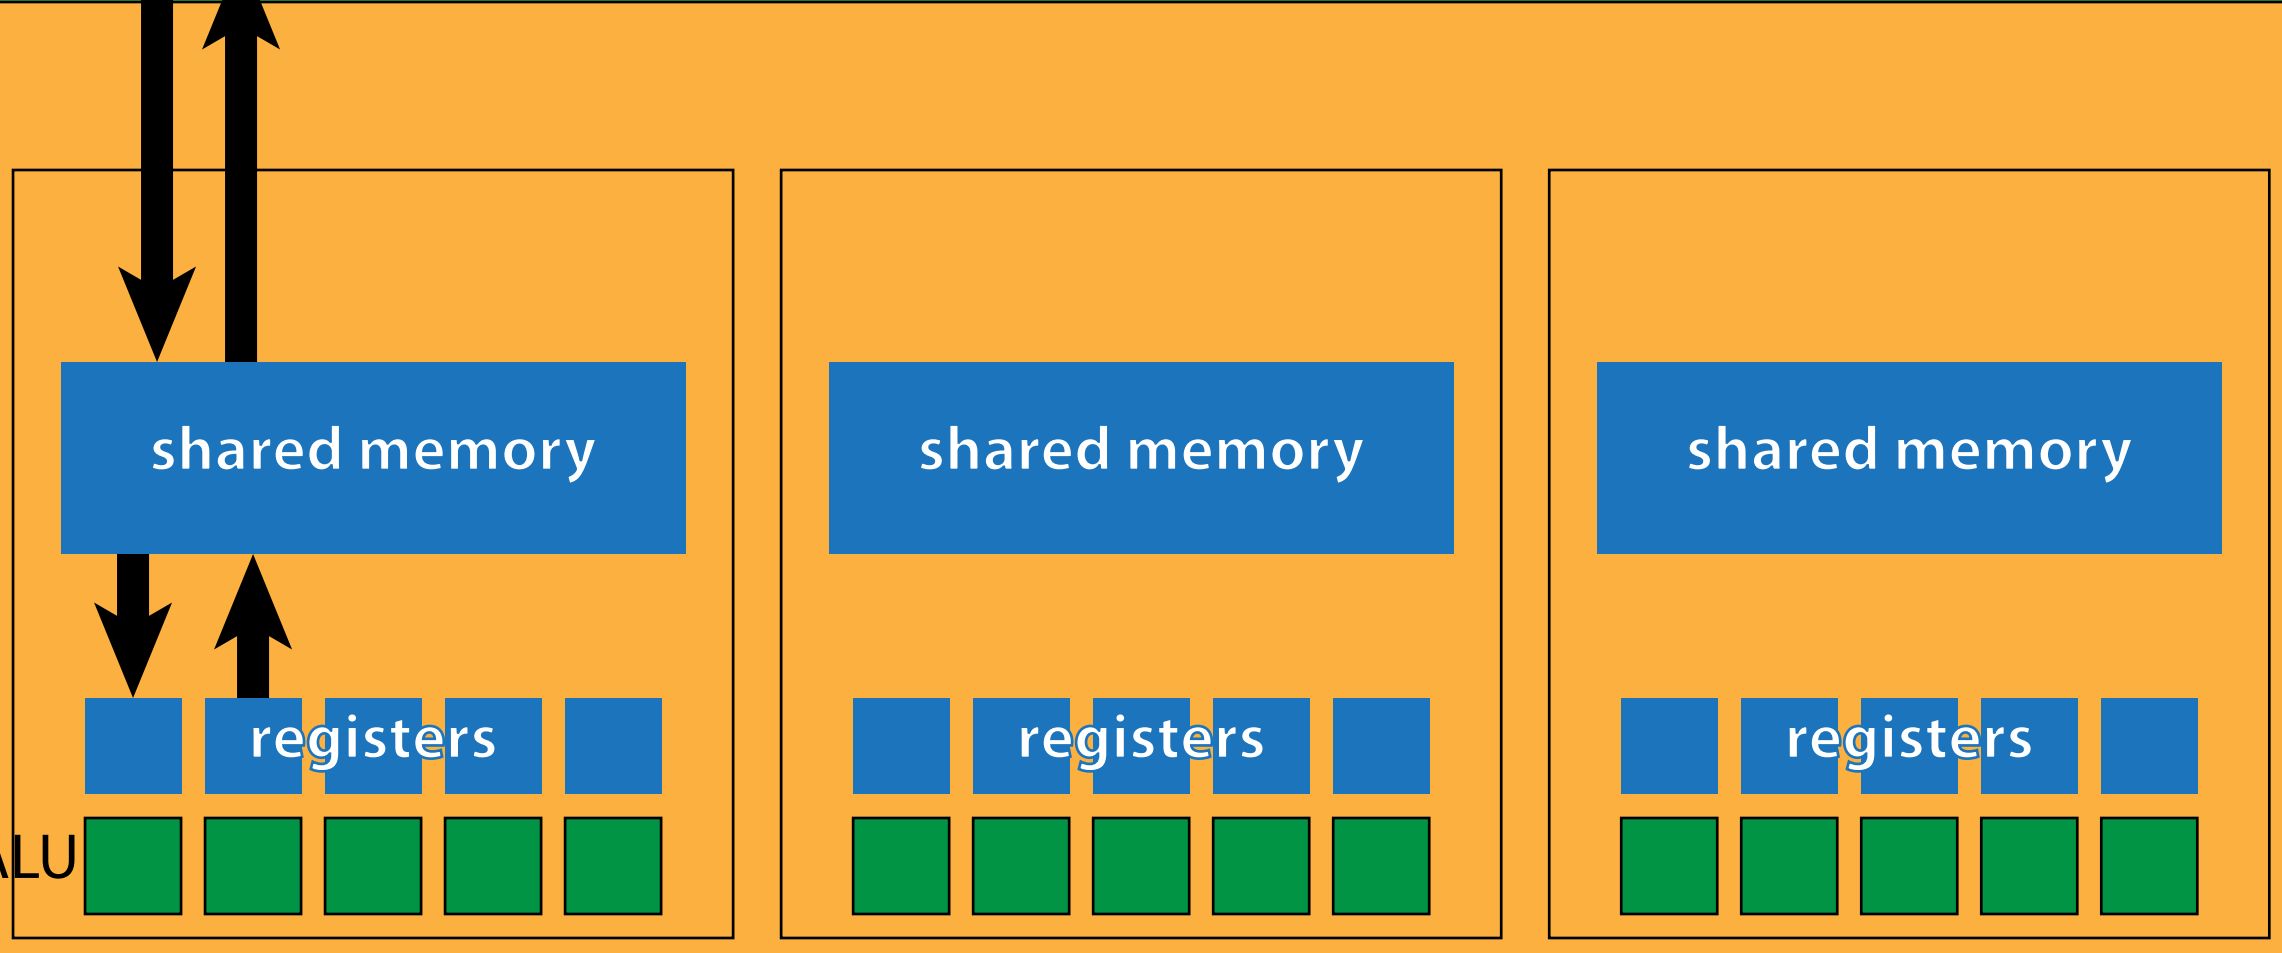 shared memory
shared memory
shared memory
registers
registers
registers
ALU